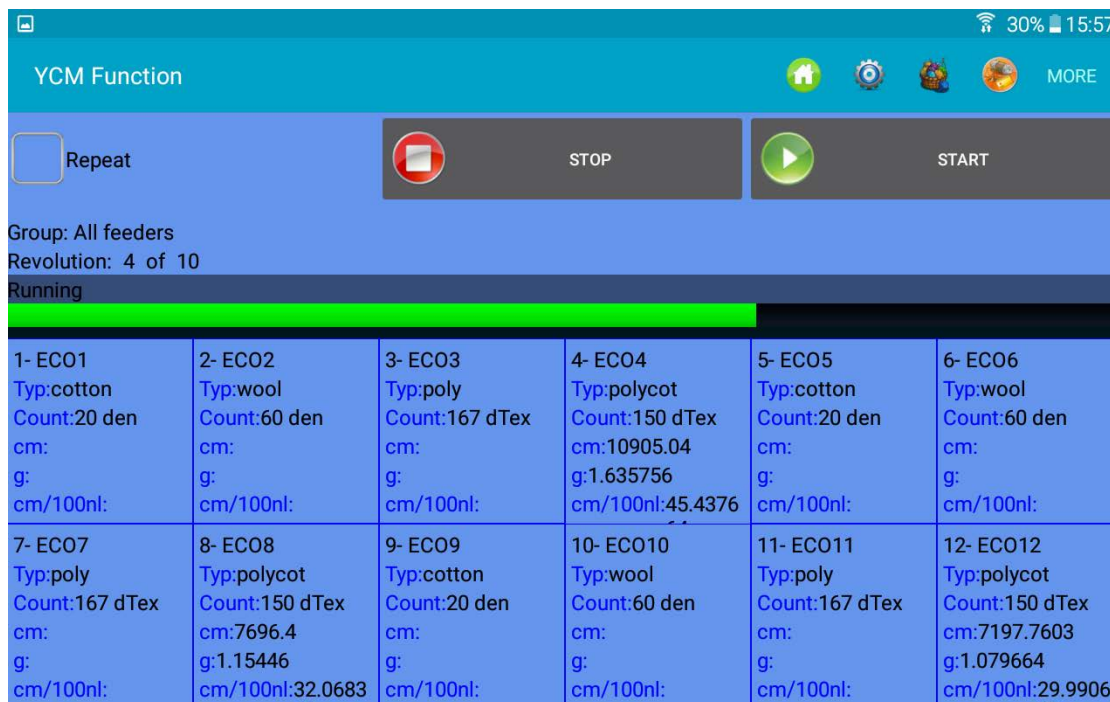 30% 15:57
YCM Function MORE
Repeat STOP START
Group: All feeders
Revolution: 4 of 10
Running
1- ECO1
Typ:cotton
Count:20 den
cm:
g:
cm/100nl:
2- ECO2
Typ:wool
Count:60 den
cm:
g:
cm/100nl:
3- ECO3
Typ:poly
Count:167 dTex
cm:
g:
cm/100nl:
4- ECO4
Typ:polycot
Count:150 dTex
cm:10905.04
g:1.635756
cm/100nl:45.4376
5- ECO5
Typ:cotton
Count:20 den
cm:
g:
cm/100nl:
6- ECO6
Typ:wool
Count:60 den
cm:
g:
cm/100nl:
7- ECO7
Typ:poly
Count:167 dTex
cm:
g:
cm/100nl:
8- ECO8
Typ:polycot
Count:150 dTex
cm:7696.4
g:1.15446
cm/100nl:32.0683
9- ECO9
Typ:cotton
Count:20 den
cm:
g:
cm/100nl:
10- ECO10
Typ:wool
Count:60 den
cm:
g:
cm/100nl:
11- ECO11
Typ:poly
Count:167 dTex
cm:
g:
cm/100nl:
12- ECO12
Typ:polycot
Count:150 dTex
cm:7197.7603
g:1.079664
cm/100nl:29.9906